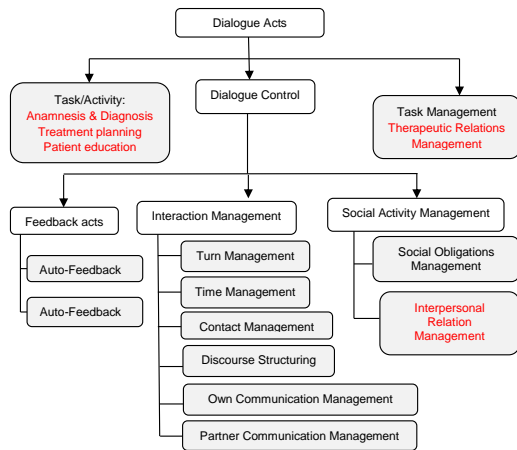 Dialogue Acts
Task/Activity:
Anamnesis & Diagnosis
Treatment planning
Patient education
Dialogue Control
Task Management
Therapeutic Relations
Management
Feedback acts
Auto-Feedback
Auto-Feedback
Interaction Management
Turn Management
Time Management
Contact Management
Discourse Structuring
Own Communication Management
Partner Communication Management
Social Activity Management
Social Obligations
Management
Interpersonal
Relation
Management